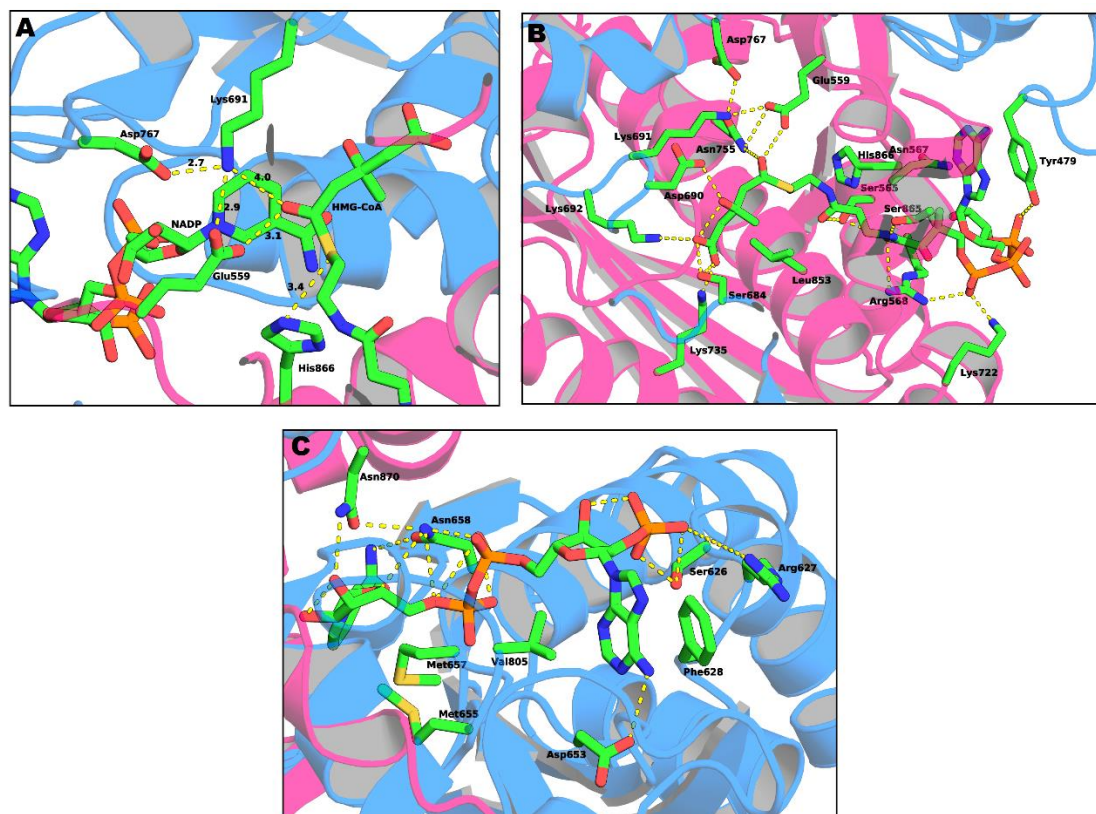 A
Lys691
Asp767
2.7
4.0
HMG-CoA
2.9
NADP
3.1
Glu559
3.4
His866
B
Asp767
Glu559
Lys691
Asn755
His866
Asn567
Tyr479
Asp690
Ser565
Lys692
Ser865
Leu853
Ser684
Arg568
Lys735
Lys722
C
Asn870
Asn658
Ser626
Arg627
Met657
Val805
Phe628
Met655
Asp653